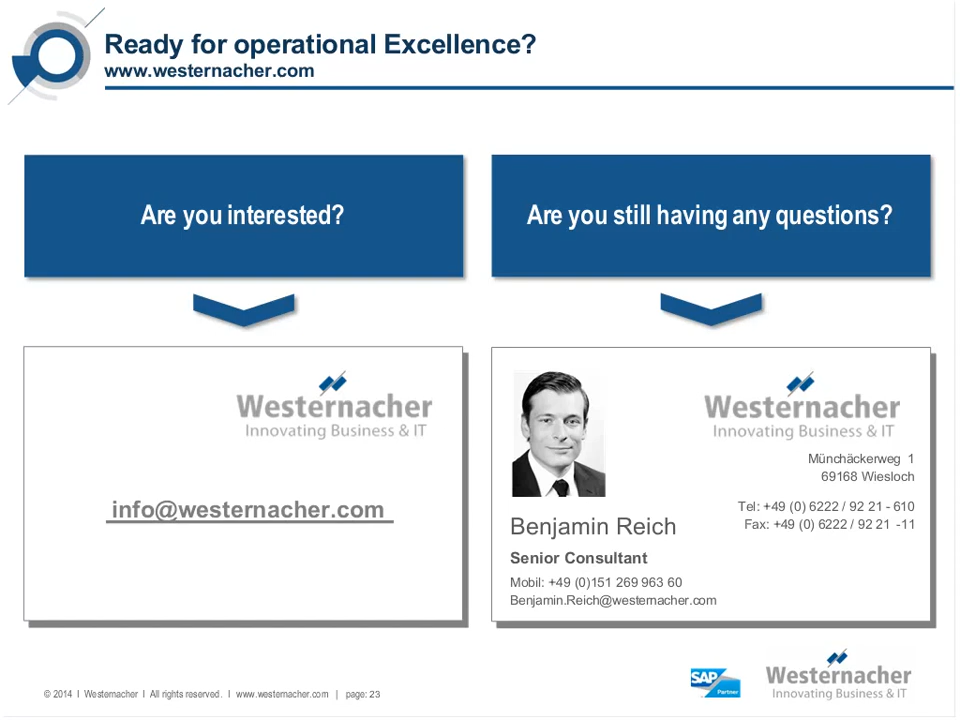 Ready for operational Excellence?
www.westernacher.com
Are you interested?
Are you still having any questions?
Westernacher
Innovating Business & IT
info@westernacher.com
Westernacher
Innovating Business & IT
Münchäckerweg 1
69168 Wiesloch
Tel: +49 (0) 6222 / 92 21 - 610
Fax: +49 (0) 6222 / 92 21 -11
Benjamin Reich
Senior Consultant
Mobil: +49 (0)151 269 963 60
Benjamin.Reich@westernacher.com
© 2014 I Westernacher I All rights reserved. I www.westernacher.com | page: 23
SAP Partner
Westernacher
Innovating Business & IT